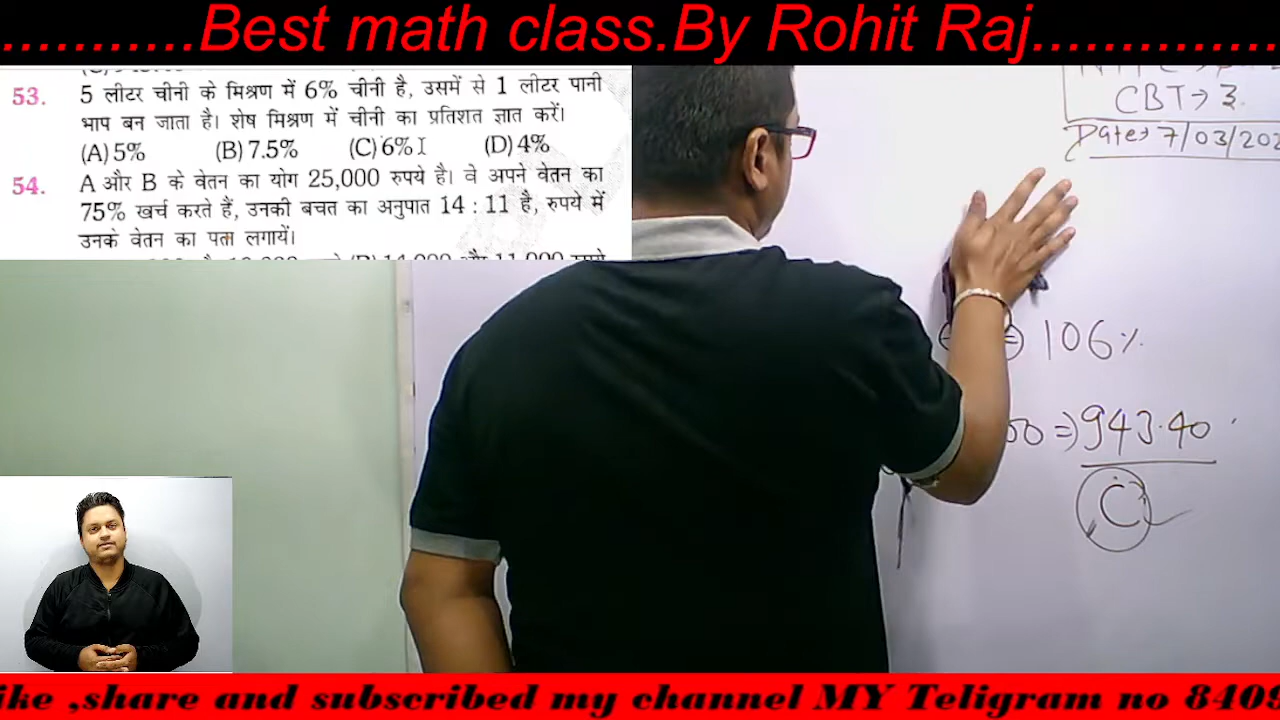 ...........Best math class.By Rohit Raj..............
53. 5 लीटर चीनी के मिश्रण में 6% चीनी है, उसमें से 1 लीटर पानी
भाप बन जाता है। शेष मिश्रण में चीनी का प्रतिशत ज्ञात करें।
(A) 5% (B) 7.5% (C) 6% (D) 4%
54. A और B के वेतन का योग 25,000 रुपये है। वे अपने वेतन का
75% खर्च करते हैं, उनकी बचत का अनुपात 14 : 11 है, रुपये में
उनके वेतन का पता लगायें।
CBT→3
Date→ 7/03/202
106%
00 => 943.40
C
ike ,share and subscribed my channel MY Teligram no 8409